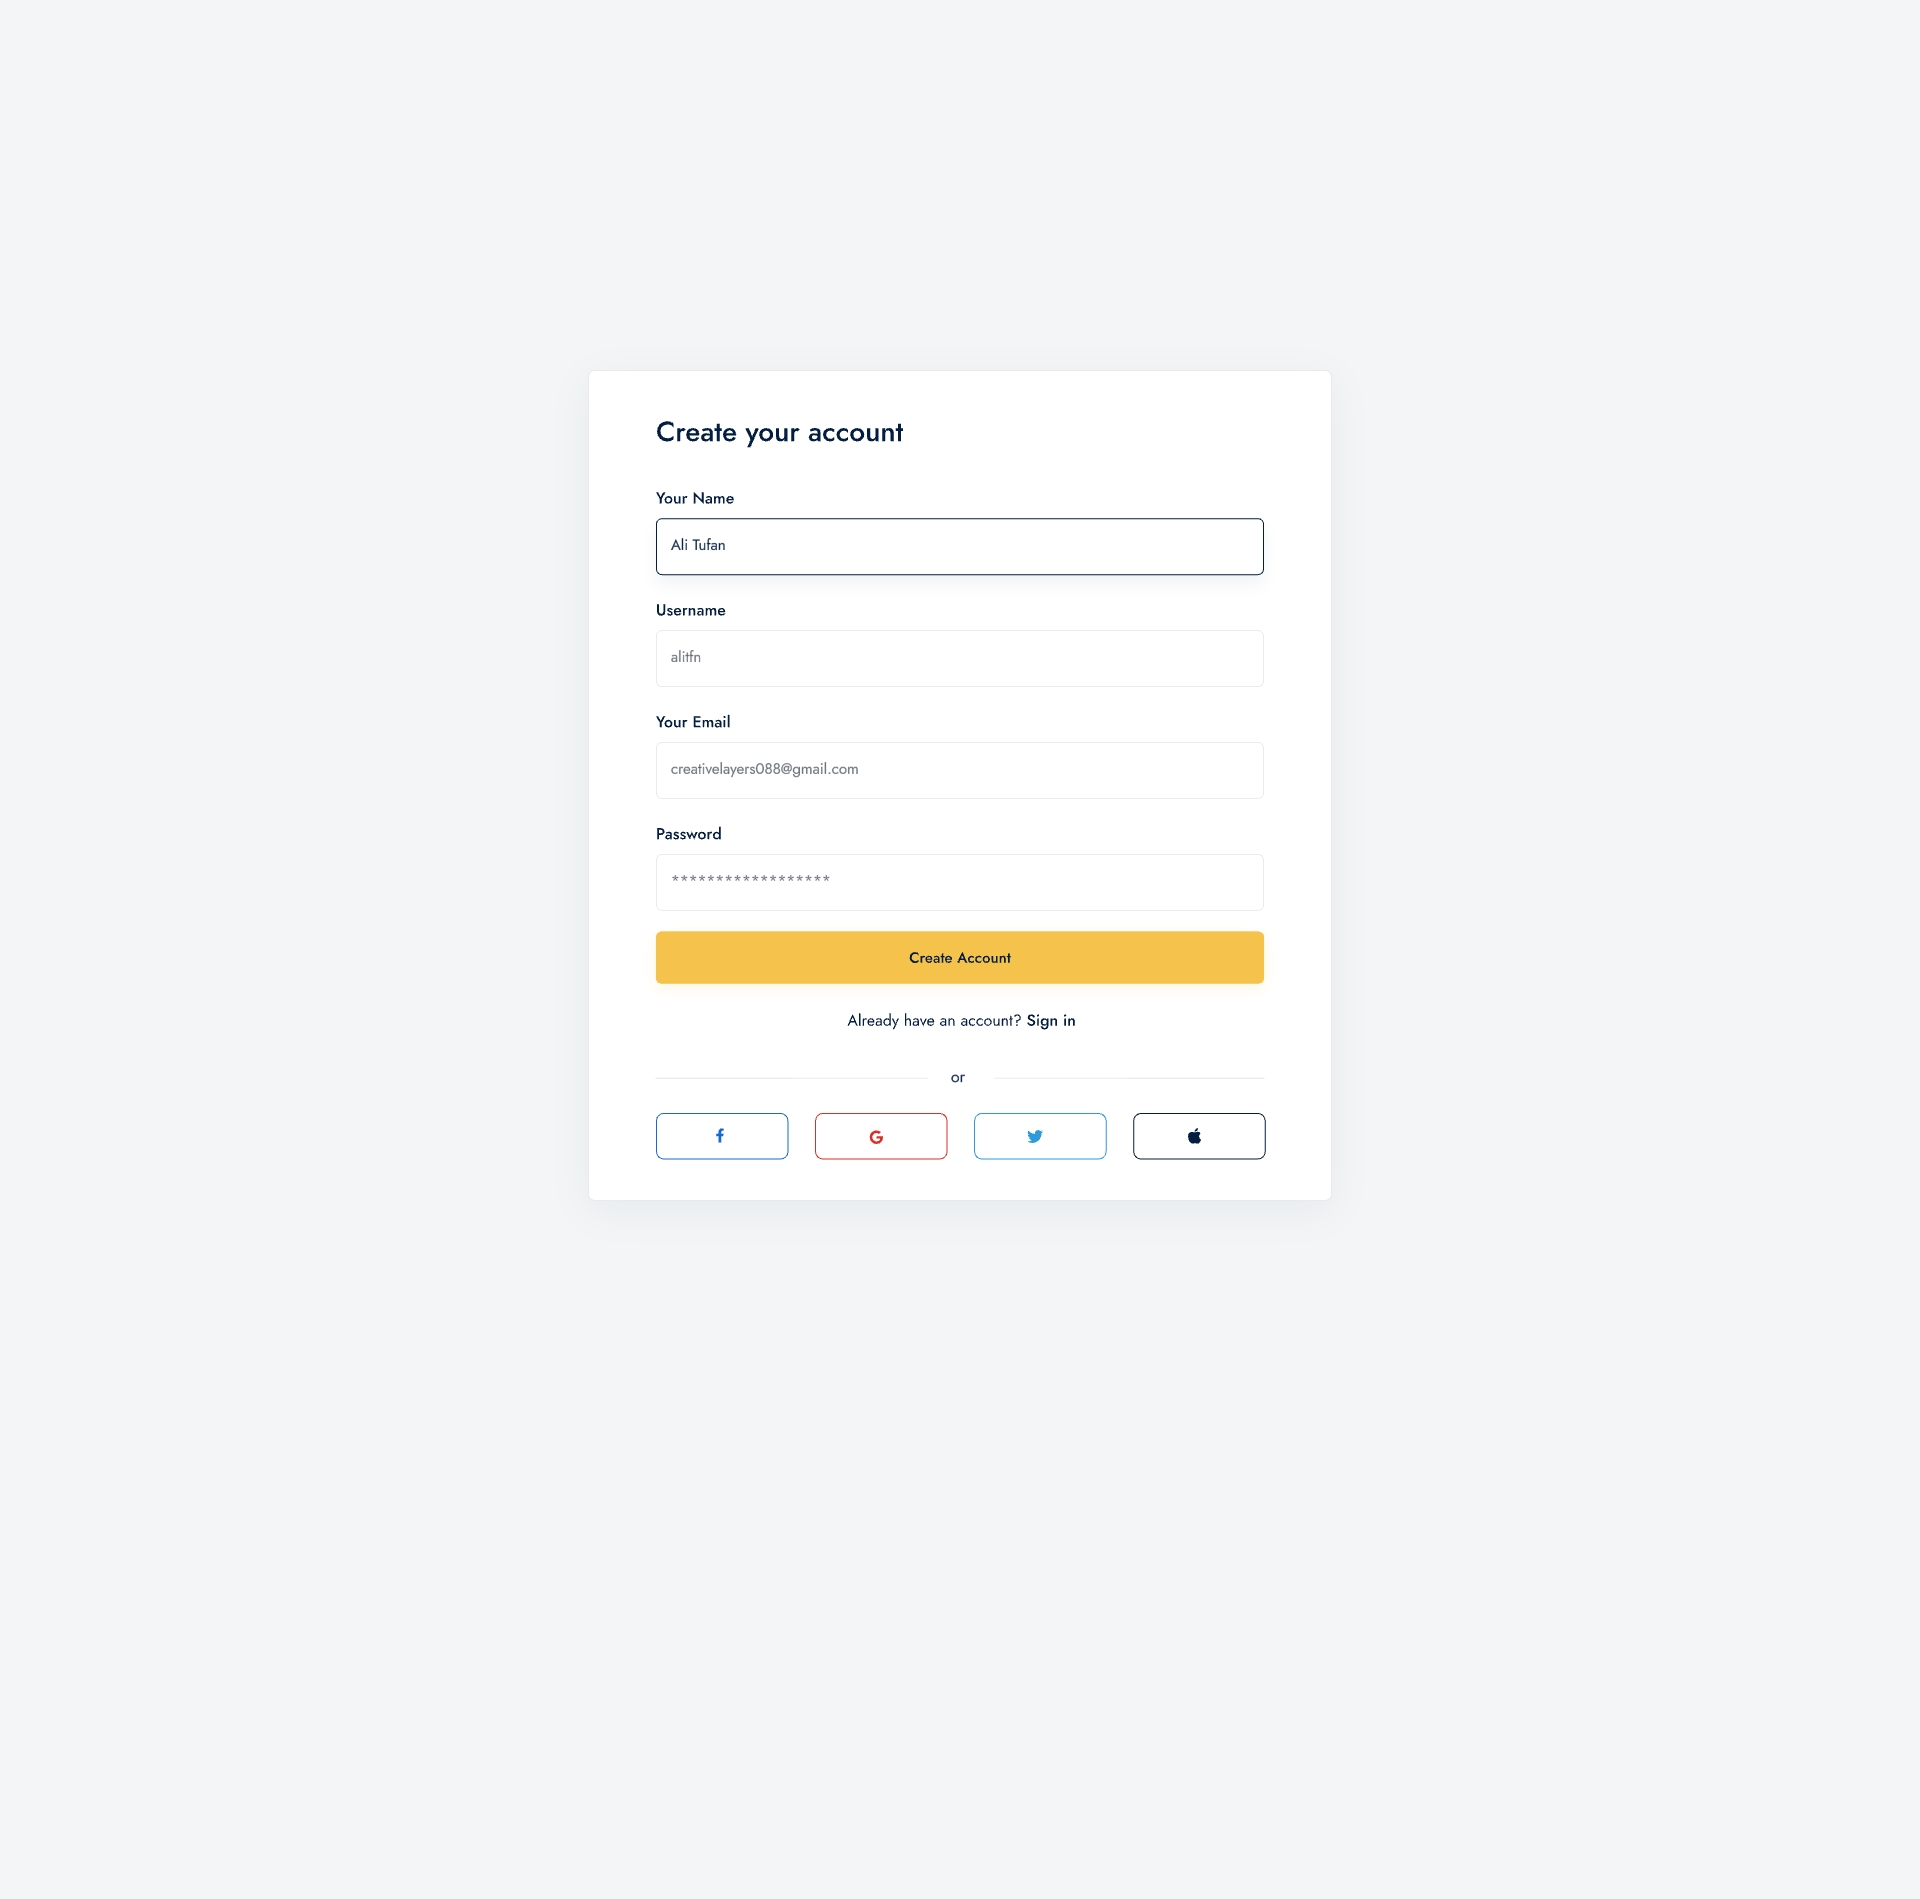 Create your account
Your Name
Ali Tufan
Username
alitfn
Your Email
creativelayers088@gmail.com
Password
******************
Create Account
Already have an account? Sign in
or